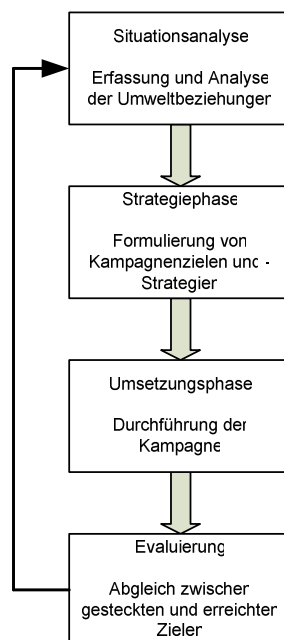 Situationsanalyse
Erfassung und Analyse
der Umweltbeziehungen
Strategiephase
Formulierung von
Kampagnenzielen und -
Strategien
Umsetzungsphase
Durchführung der
Kampagne
Evaluierung
Abgleich zwischen
gesteckten und erreichten
Zielen